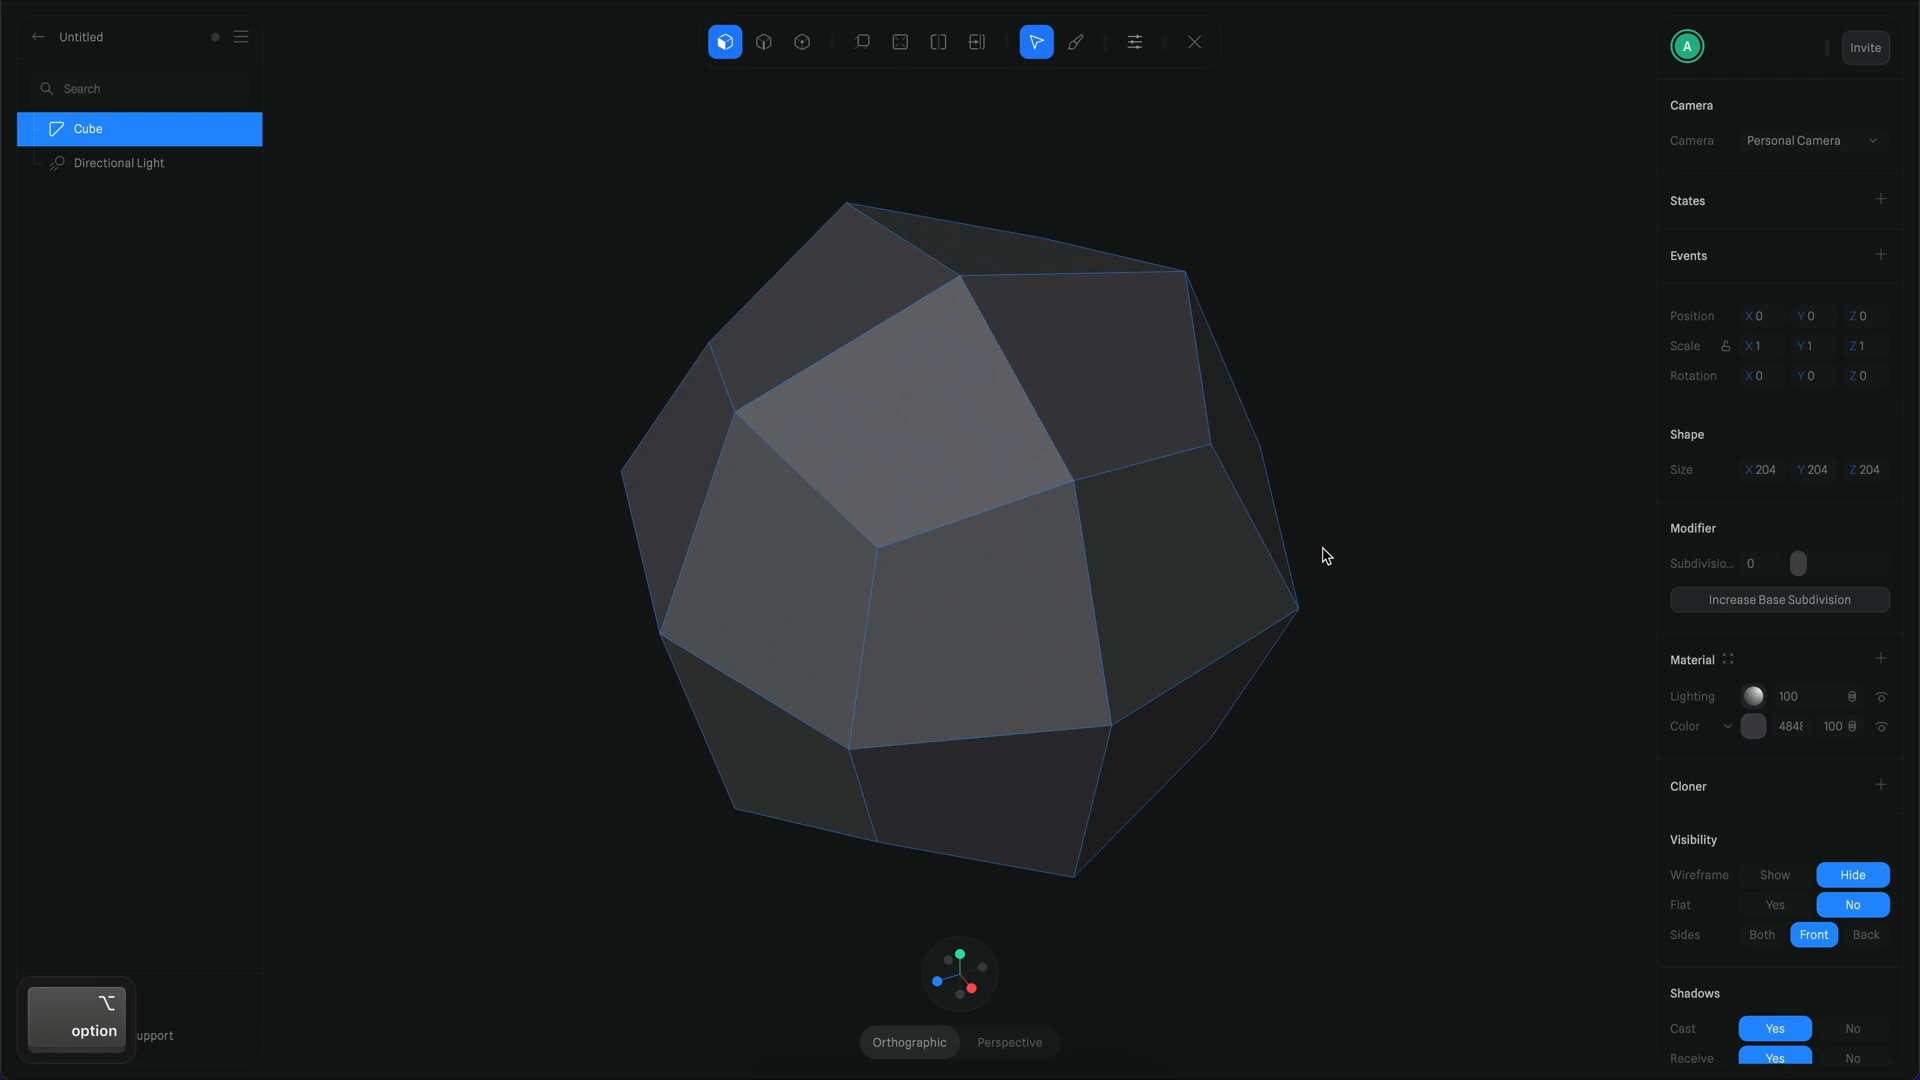 Untitled
Search
Cube
Directional Light
A
Invite
Camera
Camera Personal Camera
States
Events
Position X 0 Y 0 Z 0
Scale X 1 Y 1 Z 1
Rotation X 0 Y 0 Z 0
Shape
Size X 204 Y 204 Z 204
Modifier
Subdivisio... 0
Increase Base Subdivision
Material
Lighting 100
Color 484 100
Cloner
Visibility
Wireframe Show Hide
Flat Yes No
Sides Both Front Back
Shadows
Cast Yes No
Receive Yes No
⌥
option
upport
Orthographic Perspective